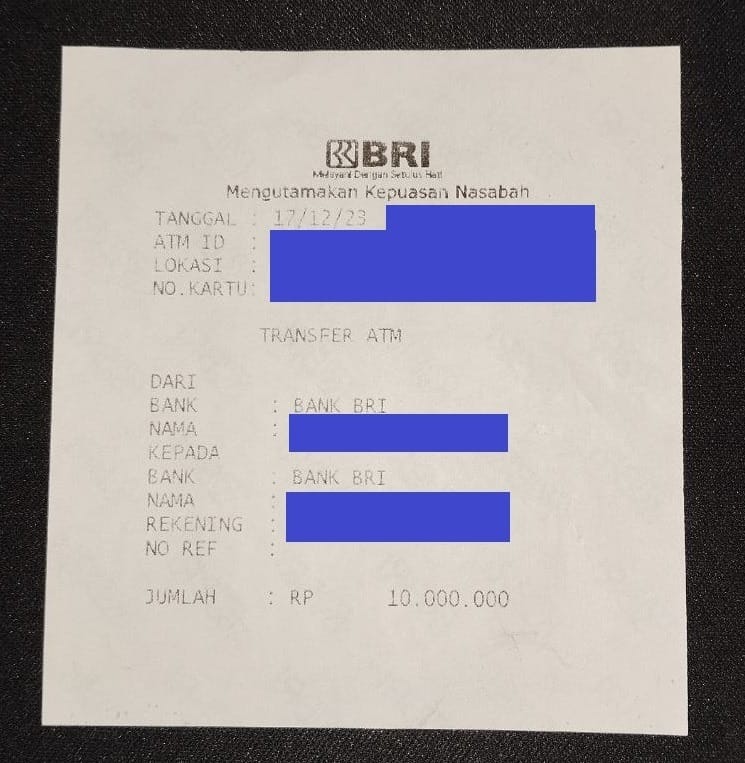 BRI
Melayani Dengan Setulus Hati
Mengutamakan Kepuasan Nasabah
TANGGAL : 17/12/23
ATM ID :
LOKASI :
NO.KARTU:
TRANSFER ATM
DARI
BANK : BANK BRI
NAMA :
KEPADA
BANK : BANK BRI
NAMA :
REKENING :
NO REF :
JUMLAH : RP 10.000.000